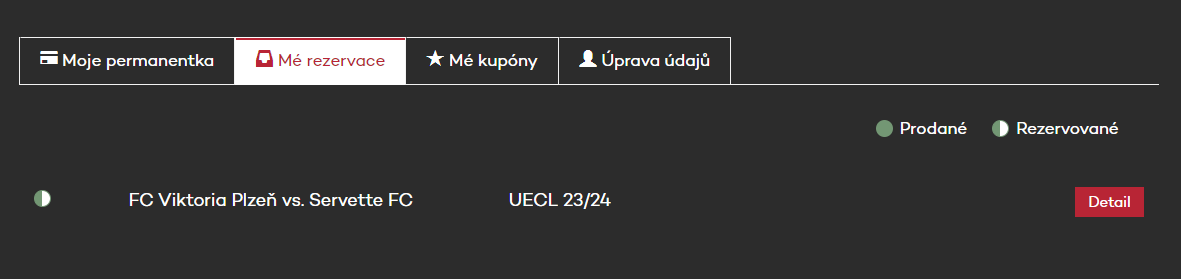 Moje permanentka Mé rezervace Mé kupóny Úprava údajů
Prodané Rezervované
FC Viktoria Plzeň vs. Servette FC UECL 23/24 Detail